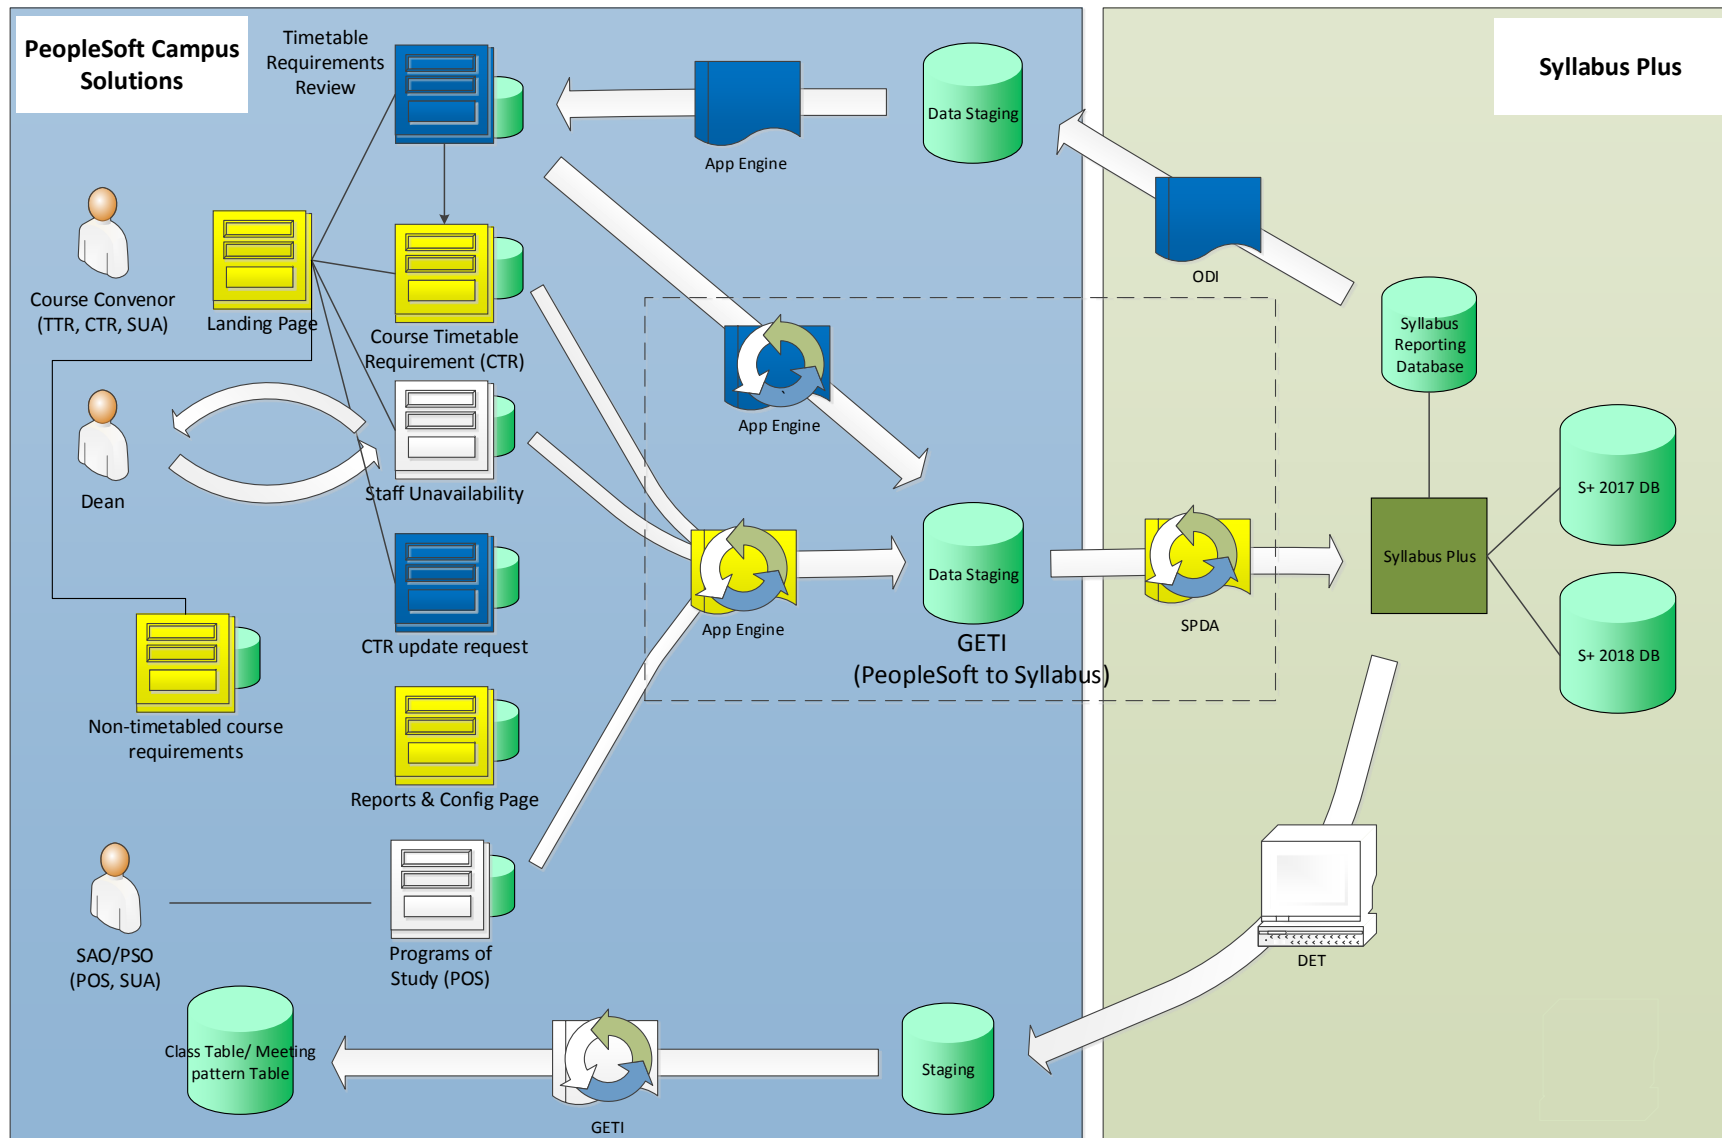 PeopleSoft Campus
Solutions
Timetable
Requirements
Review
App Engine
Data Staging
Syllabus Plus
ODI
Course Convenor
(TTR, CTR, SUA)
Landing Page
Course Timetable
Requirement (CTR)
App Engine
Syllabus
Reporting
Database
Dean
Staff Unavailability
S+ 2017 DB
App Engine
Data Staging
GETI
(PeopleSoft to Syllabus)
SPDA
Syllabus Plus
S+ 2018 DB
CTR update request
Non-timetabled course
requirements
Reports & Config Page
SAO/PSO
(POS, SUA)
Programs of
Study (POS)
DET
Class Table/ Meeting
pattern Table
GETI
Staging